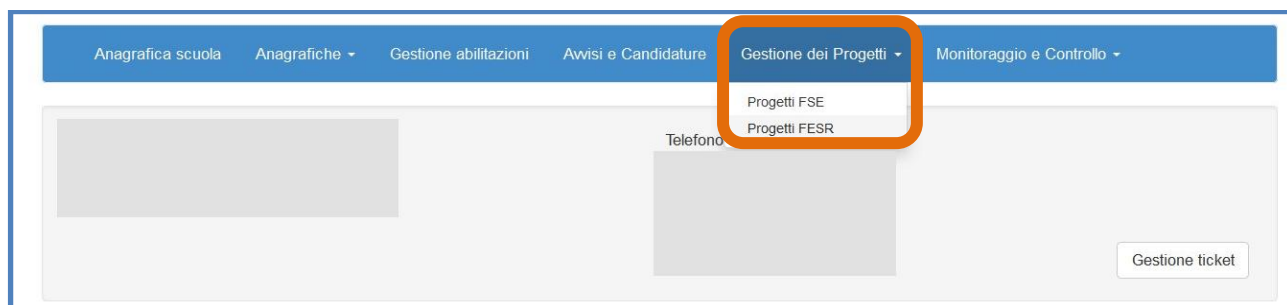 Anagrafica scuola Anagrafiche Gestione abilitazioni Avvisi e Candidature Gestione dei Progetti Monitoraggio e Controllo
Progetti FSE
Progetti FESR
Telefono
Gestione ticket